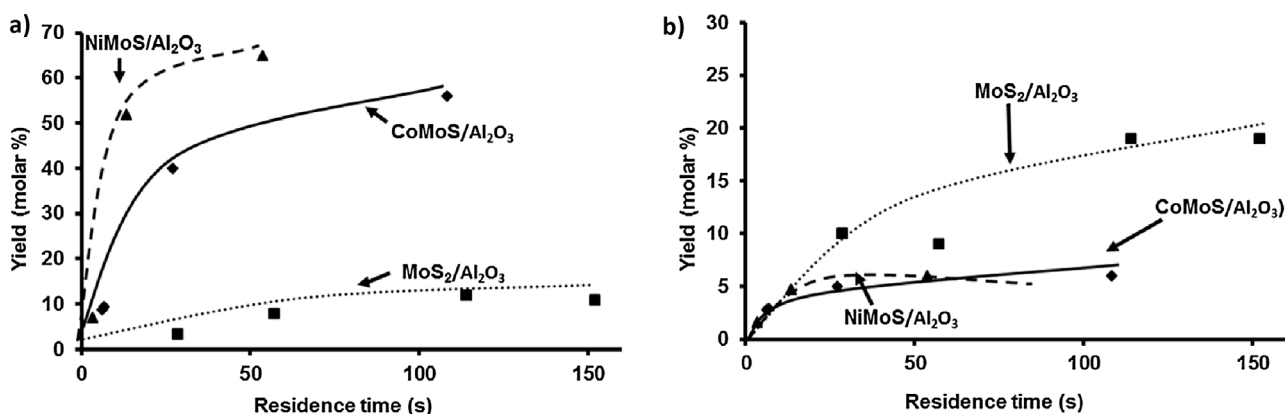 a)
NiMoS/Al₂O₃
CoMoS/Al₂O₃
MoS₂/Al₂O₃
Yield (molar %)
70
60
50
40
30
20
10
0
0 50 100 150
Residence time (s)
b)
MoS₂/Al₂O₃
CoMoS/Al₂O₃)
NiMoS/Al₂O₃
Yield (molar %)
30
25
20
15
10
5
0
0 50 100 150
Residence time (s)